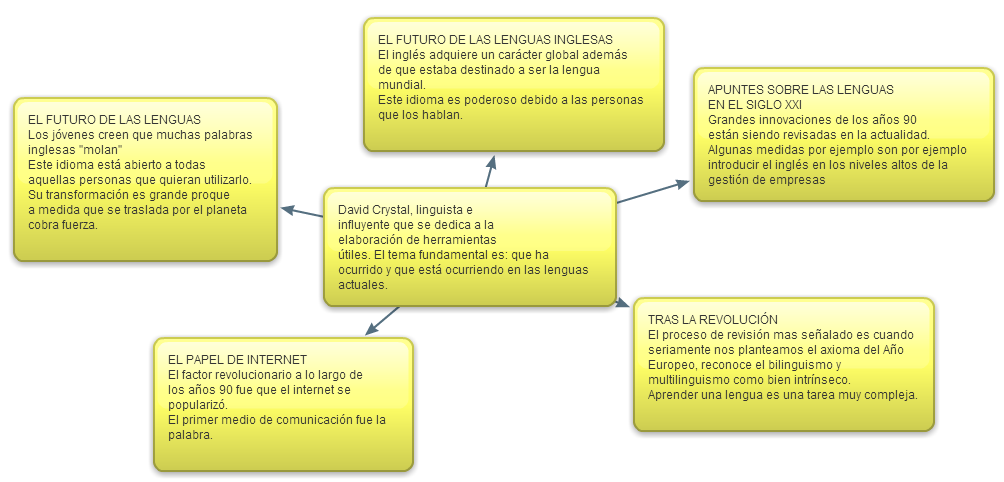 EL FUTURO DE LAS LENGUAS INGLESAS
El inglés adquiere un carácter global además
de que estaba destinado a ser la lengua
mundial.
Este idioma es poderoso debido a las personas
que los hablan.
APUNTES SOBRE LAS LENGUAS
EN EL SIGLO XXI
Grandes innovaciones de los años 90
están siendo revisadas en la actualidad.
Algunas medidas por ejemplo son por ejemplo
introducir el inglés en los niveles altos de la
gestión de empresas
EL FUTURO DE LAS LENGUAS
Los jóvenes creen que muchas palabras
inglesas "molan"
Este idioma está abierto a todas
aquellas personas que quieran utilizarlo.
Su transformación es grande proque
a medida que se traslada por el planeta
cobra fuerza.
David Crystal, linguista e
influyente que se dedica a la
elaboración de herramientas
útiles. El tema fundamental es: que ha
ocurrido y que está ocurriendo en las lenguas
actuales.
TRAS LA REVOLUCIÓN
El proceso de revisión mas señalado es cuando
seriamente nos planteamos el axioma del Año
Europeo, reconoce el bilinguismo y
multilinguismo como bien intrínseco.
Aprender una lengua es una tarea muy compleja.
EL PAPEL DE INTERNET
El factor revolucionario a lo largo de
los años 90 fue que el internet se
popularizó.
El primer medio de comunicación fue la
palabra.